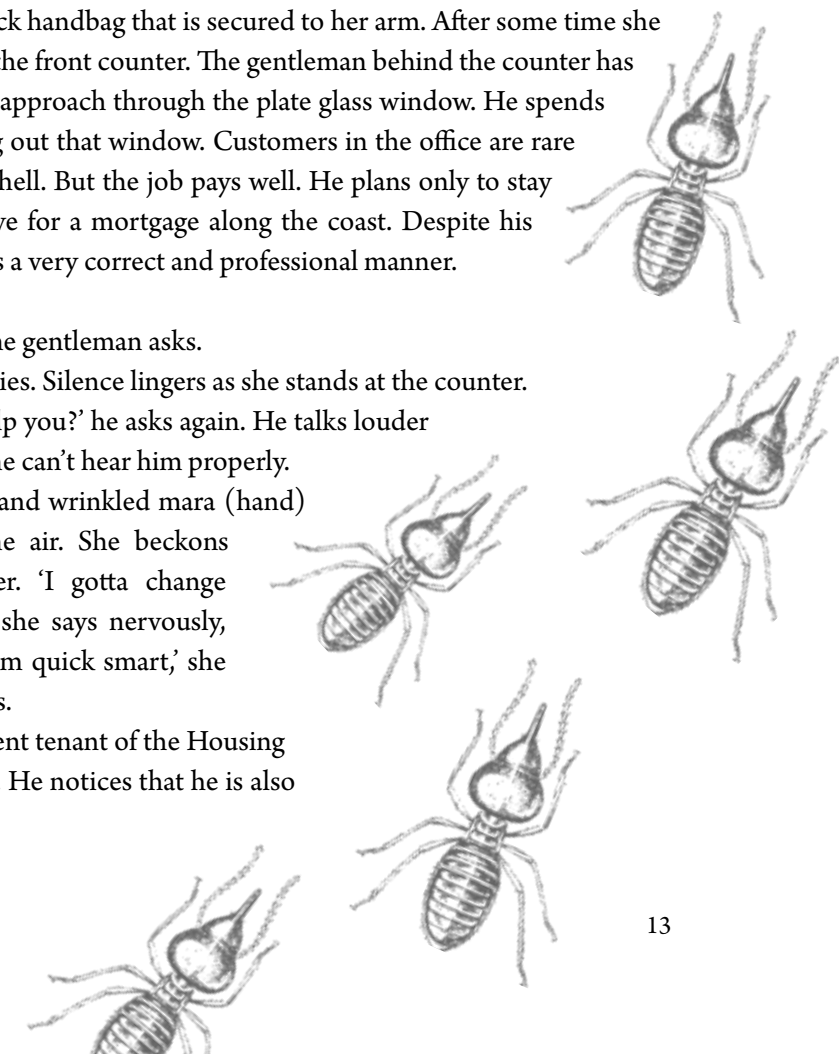 ck handbag that is secured to her arm. After some time she
the front counter. The gentleman behind the counter has
approach through the plate glass window. He spends
g out that window. Customers in the office are rare
hell. But the job pays well. He plans only to stay
ve for a mortgage along the coast. Despite his
s a very correct and professional manner.
he gentleman asks.
ies. Silence lingers as she stands at the counter.
lp you?’ he asks again. He talks louder
he can’t hear him properly.
and wrinkled mara (hand)
he air. She beckons
er. ‘I gotta change
she says nervously,
m quick smart,’ she
s.
ent tenant of the Housing
He notices that he is also
13